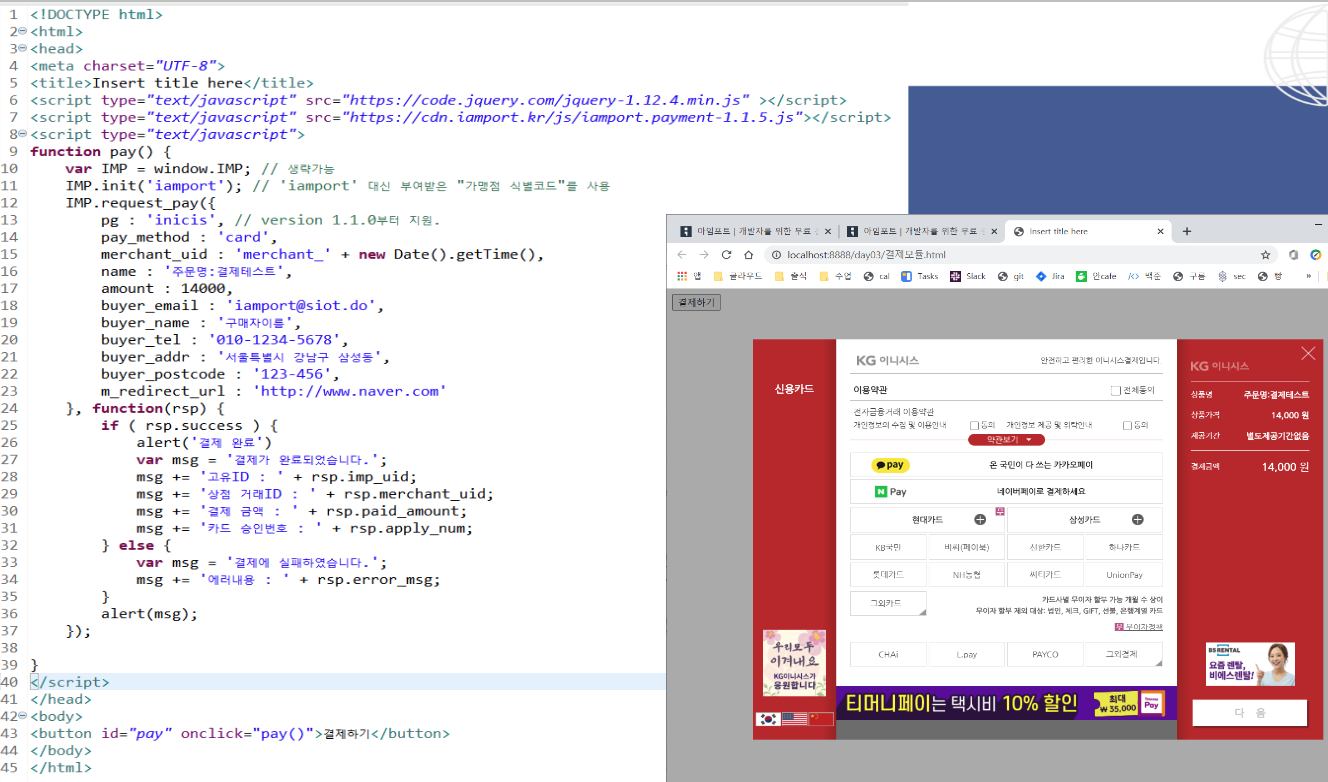 1 <!DOCTYPE html>
2 <html>
3 <head>
4 <meta charset="UTF-8">
5 <title>Insert title here</title>
6 <script type="text/javascript" src="https://code.jquery.com/jquery-1.12.4.min.js" ></script>
7 <script type="text/javascript" src="https://cdn.iamport.kr/js/iamport.payment-1.1.5.js"></script>
8 <script type="text/javascript">
9 function pay() {
10 var IMP = window.IMP; // 생략가능
11 IMP.init('iamport'); // 'iamport' 대신 부여받은 "가맹점 식별코드"를 사용
12 IMP.request_pay({
13 pg : 'inicis', // version 1.1.0부터 지원.
14 pay_method : 'card',
15 merchant_uid : 'merchant_' + new Date().getTime(),
16 name : '주문명:결제테스트',
17 amount : 14000,
18 buyer_email : 'iamport@siot.do',
19 buyer_name : '구매자이름',
20 buyer_tel : '010-1234-5678',
21 buyer_addr : '서울특별시 강남구 삼성동',
22 buyer_postcode : '123-456',
23 m_redirect_url : 'http://www.naver.com'
24 }, function(rsp) {
25 if ( rsp.success ) {
26 alert('결제 완료')
27 var msg = '결제가 완료되었습니다.';
28 msg += '고유ID : ' + rsp.imp_uid;
29 msg += '상점 거래ID : ' + rsp.merchant_uid;
30 msg += '결제 금액 : ' + rsp.paid_amount;
31 msg += '카드 승인번호 : ' + rsp.apply_num;
32 } else {
33 var msg = '결제에 실패하였습니다.';
34 msg += '에러내용 : ' + rsp.error_msg;
35 }
36 alert(msg);
37 });
38
39 }
40 </script>
41 </head>
42 <body>
43 <button id="pay" onclick="pay()">결제하기</button>
44 </body>
45 </html>
아임포트 | 개발자를 위한 무료 아임포트 | 개발자를 위한 무료 Insert title here
localhost:8888/day03/결제모듈.html
앱 클라우드 출석 수업 cal Tasks Slack git Jira 안cafe 백준 구름 sec 빵 »
결제하기
신용카드
우리모두
이겨내요
KG이니시스가
응원합니다
KG 이니시스 안전하고 편리한 이니시스결제입니다.
이용약관 전체동의
전자금융거래 이용약관
개인정보의 수집 및 이용안내 동의 개인정보 제공 및 위탁안내 동의
약관보기
pay 온 국민이 다 쓰는 카카오페이
N Pay 네이버페이로 결제하세요
현대카드 삼성카드
KB국민 비씨(페이북) 신한카드 하나카드
롯데카드 NH농협 씨티카드 UnionPay
그외카드 카드사별 무이자 할부 가능 개월 수 상이
무이자 할부 제외 대상: 법인, 체크, GIFT, 선불, 은행계열 카드
무이자정책
CHAi L.pay PAYCO 그외결제
티머니페이는 택시비 10% 할인 최대 ₩35,000 Pay
KG 이니시스
상품명 주문명:결제테스트
상품가격 14,000 원
제공기간 별도제공기간없음
결제금액 14,000 원
BS RENTAL
요즘 렌탈,
비에스렌탈!
다 음